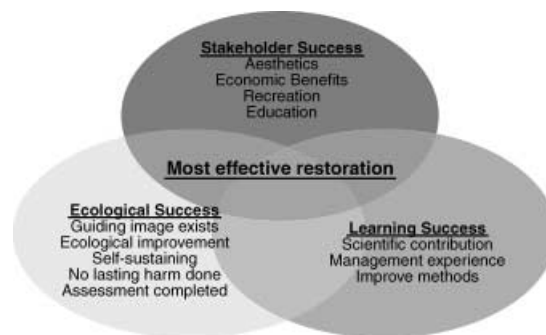 Stakeholder Success
Aesthetics
Economic Benefits
Recreation
Education
Most effective restoration
Ecological Success
Guiding image exists
Ecological improvement
Self-sustaining
No lasting harm done
Assessment completed
Learning Success
Scientific contribution
Management experience
Improve methods